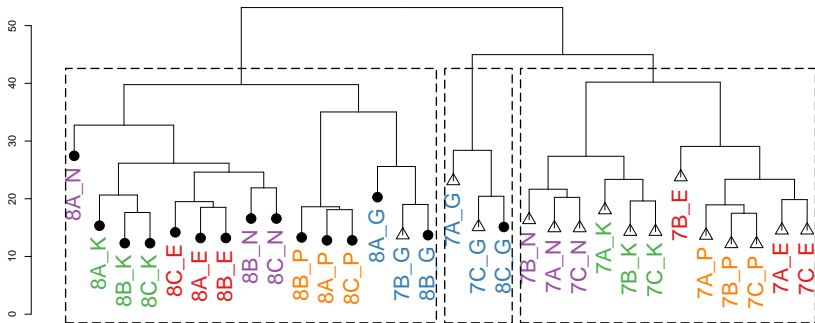 50
40
30
20
10
0
8A_N
8A_K
8B_K
8C_K
8C_E
8A_E
8B_E
8B_N
8C_N
8B_P
8A_P
8C_P
8A_G
7B_G
8B_G
7A_G
7C_G
8C_G
7B_N
7A_N
7C_N
7A_K
7B_K
7C_K
7B_E
7A_P
7B_P
7C_P
7A_E
7C_E